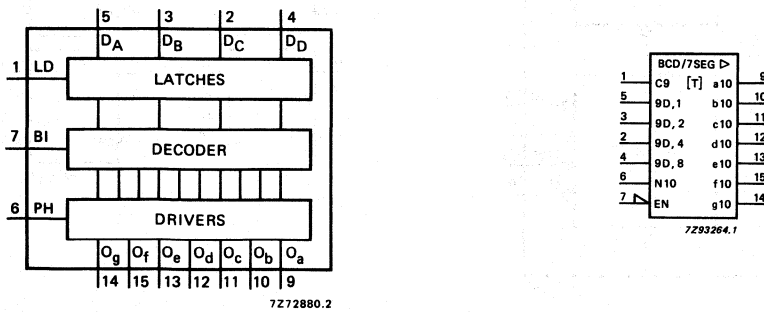 5 3 2 4
DA DB DC DD
1 LD
LATCHES
7 BI
DECODER
6 PH
DRIVERS
Og Of Oe Od Oc Ob Oa
14 15 13 12 11 10 9
7Z72880.2
BCD/7SEG ▷
1 C9 [T] a10 9
5 9D,1 b10 10
3 9D,2 c10 11
2 9D,4 d10 12
4 9D,8 e10 13
6 N10 f10 15
7 EN g10 14
7Z93264.1